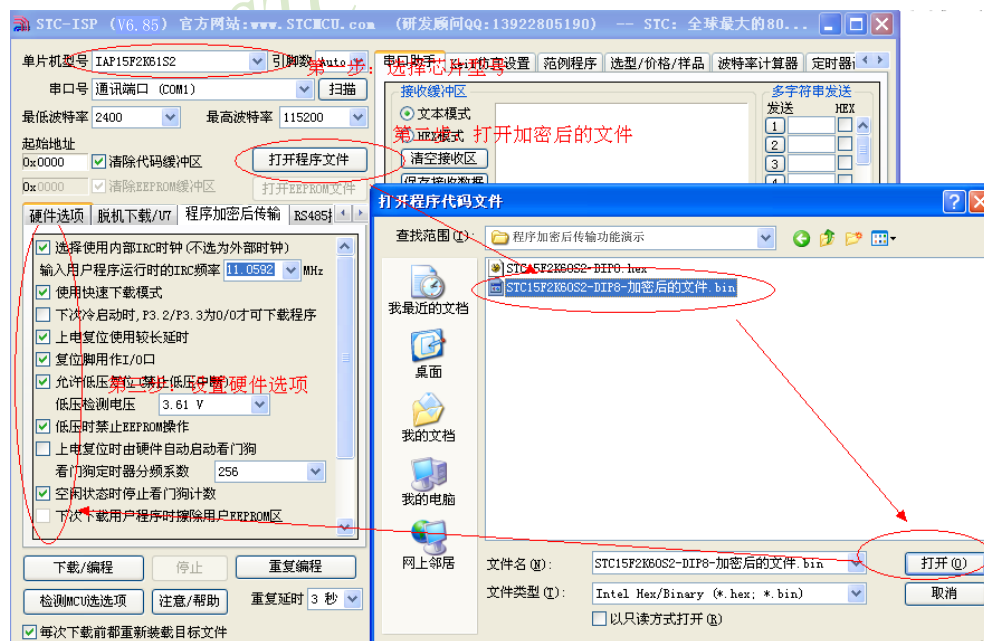 STC-ISP (V6.85) 官方网站:www.STCMCU.com (研发顾问QQ:13922805190) -- STC: 全球最大的80...
单片机型号 IAP15F2K61S2 引脚数 Auto
第一步：选择芯片型号
串口号 通讯端口 (COM1) 扫描
最低波特率 2400 最高波特率 115200
起始地址
0x0000 清除代码缓冲区 打开程序文件
0x0000 清除EEPROM缓冲区 打开EEPROM文件
硬件选项 脱机下载/U7 程序加密后传输 RS485
选择使用内部IRC时钟(不选为外部时钟)
输入用户程序运行时的IRC频率 11.0592 MHz
使用快速下载模式
下次冷启动时,P3.2/P3.3为0/0才可下载程序
上电复位使用较长延时
复位脚用作I/O口
允许低压复位(禁止低压中断)
第三步：设置硬件选项
低压检测电压 3.61 V
低压时禁止EEPROM操作
上电复位时由硬件自动启动看门狗
看门狗定时器分频系数 256
空闲状态时停止看门狗计数
下次下载用户程序时擦除用户EEPROM区
下载/编程 停止 重复编程
检测MCU选选项 注意/帮助 重复延时 3 秒
每次下载前都重新装载目标文件
串口助手 Keil仿真设置 范例程序 选型/价格/样品 波特率计算器 定时器
接收缓冲区 多字符串发送
文本模式 发送 HEX
HEX模式 1
第二步：打开加密后的文件
2
清空接收区 3
保存接收数据 4
打开程序代码文件
查找范围(I): 程序加密后传输功能演示
STC15F2K60S2-DIP8.hex
STC15F2K60S2-DIP8-加密后的文件.bin
我最近的文档
桌面
我的文档
我的电脑
网上邻居
文件名(N): STC15F2K60S2-DIP8-加密后的文件.bin 打开(O)
文件类型(T): Intel Hex/Binary (*.hex; *.bin) 取消
以只读方式打开(R)